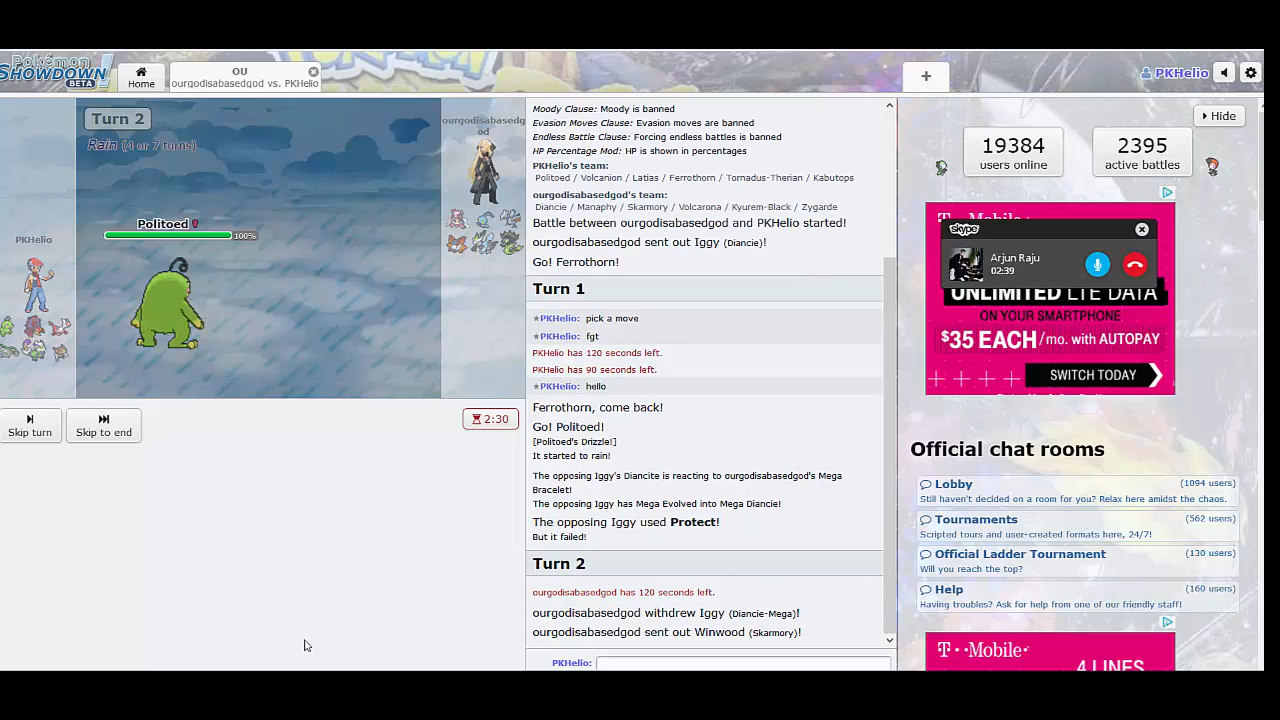 Pokémon
SHOWDOWN!
BETA
Home
OU
ourgodisabasedgod vs. PKHelio
+
PKHelio
Turn 2
Rain (4 or 7 turns)
ourgodisabasedg
od
Politoed
100%
PKHelio
Skip turn
Skip to end
2:30
Moody Clause: Moody is banned
Evasion Moves Clause: Evasion moves are banned
Endless Battle Clause: Forcing endless battles is banned
HP Percentage Mod: HP is shown in percentages
PKHelio's team:
Politoed / Volcanion / Latias / Ferrothorn / Tornadus-Therian / Kabutops
ourgodisabasedgod's team:
Diancie / Manaphy / Skarmory / Volcarona / Kyurem-Black / Zygarde
Battle between ourgodisabasedgod and PKHelio started!
ourgodisabasedgod sent out Iggy (Diancie)!
Go! Ferrothorn!
Turn 1
★PKHelio: pick a move
★PKHelio: fgt
PKHelio has 120 seconds left.
PKHelio has 90 seconds left.
★PKHelio: hello
Ferrothorn, come back!
Go! Politoed!
[Politoed's Drizzle!]
It started to rain!
The opposing Iggy's Diancite is reacting to ourgodisabasedgod's Mega
Bracelet!
The opposing Iggy has Mega Evolved into Mega Diancie!
The opposing Iggy used Protect!
But it failed!
Turn 2
ourgodisabasedgod has 120 seconds left.
ourgodisabasedgod withdrew Iggy (Diancie-Mega)!
ourgodisabasedgod sent out Winwood (Skarmory)!
PKHelio:
Hide
19384
users online
2395
active battles
skype
Arjun Raju
02:39
UNLIMITED LTE DATA
ON YOUR SMARTPHONE
$35 EACH/mo. with AUTOPAY
SWITCH TODAY
Official chat rooms
Lobby (1094 users)
Still haven't decided on a room for you? Relax here amidst the chaos.
Tournaments (562 users)
Scripted tours and user-created formats here, 24/7!
Official Ladder Tournament (130 users)
Will you reach the top?
Help (160 users)
Having troubles? Ask for help from one of our friendly staff!
T··Mobile·
4 LINES